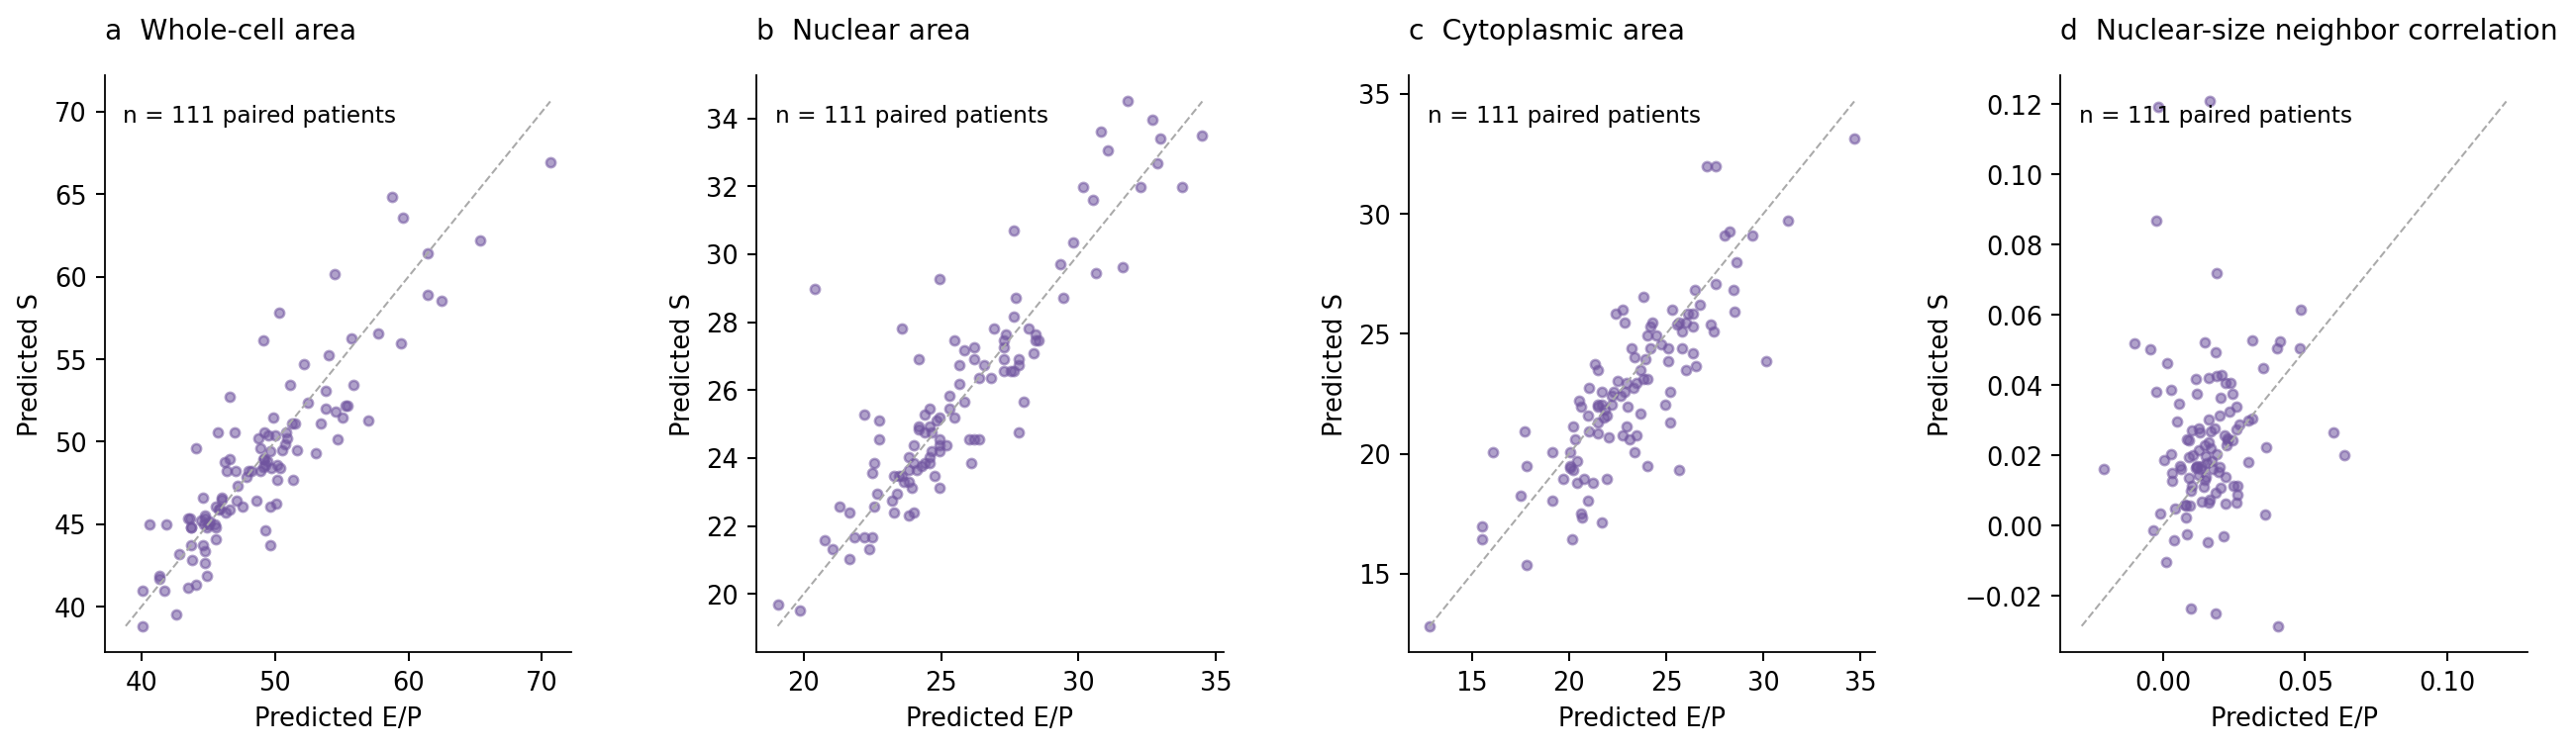 a Whole-cell area
n = 111 paired patients
70
65
60
55
50
45
40
Predicted S
40 50 60 70
Predicted E/P
b Nuclear area
n = 111 paired patients
34
32
30
28
26
24
22
20
Predicted S
20 25 30 35
Predicted E/P
c Cytoplasmic area
n = 111 paired patients
35
30
25
20
15
Predicted S
15 20 25 30 35
Predicted E/P
d Nuclear-size neighbor correlation
n = 111 paired patients
0.12
0.10
0.08
0.06
0.04
0.02
0.00
−0.02
Predicted S
0.00 0.05 0.10
Predicted E/P